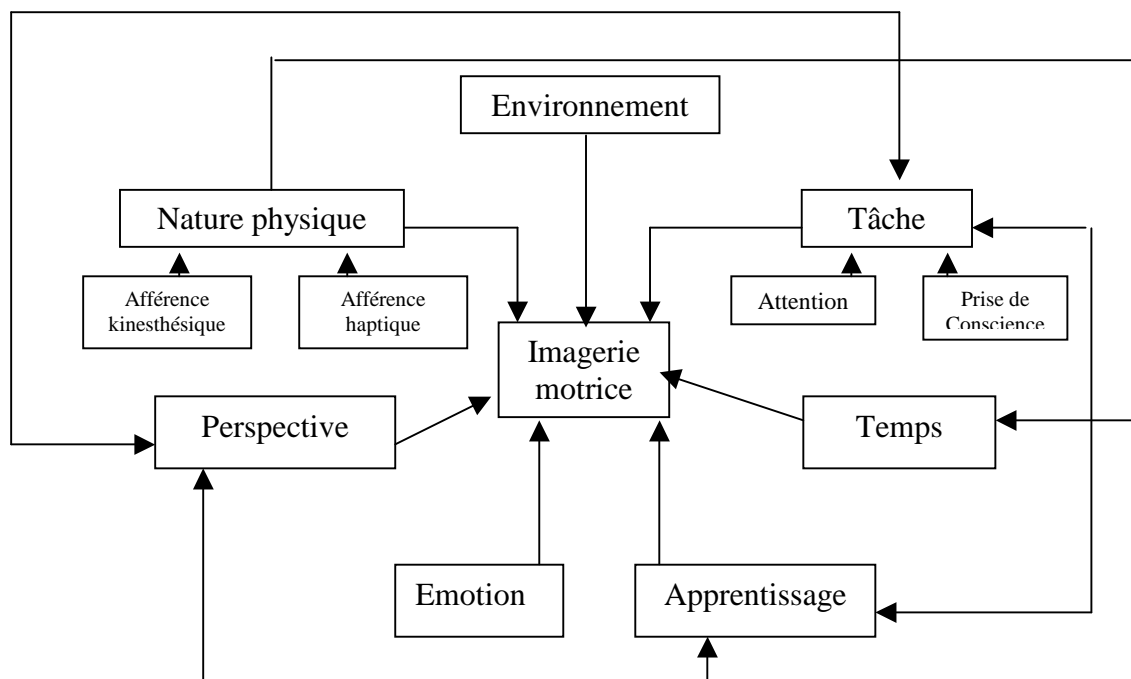 Environnement
Nature physique
Tâche
Afférence
kinesthésique
Afférence
haptique
Attention
Prise de
Conscience
Imagerie
motrice
Perspective
Temps
Emotion
Apprentissage